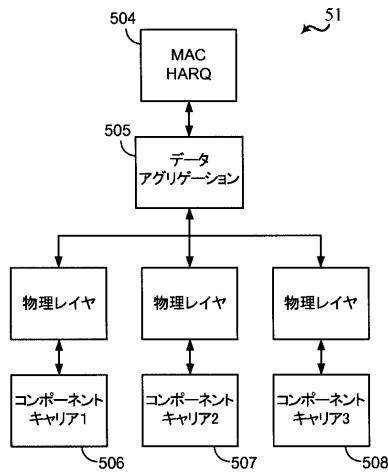 51
504
MAC
HARQ
505
データ
アグリゲーション
物理レイヤ 物理レイヤ 物理レイヤ
コンポーネント
キャリア1
コンポーネント
キャリア2
コンポーネント
キャリア3
506
507
508